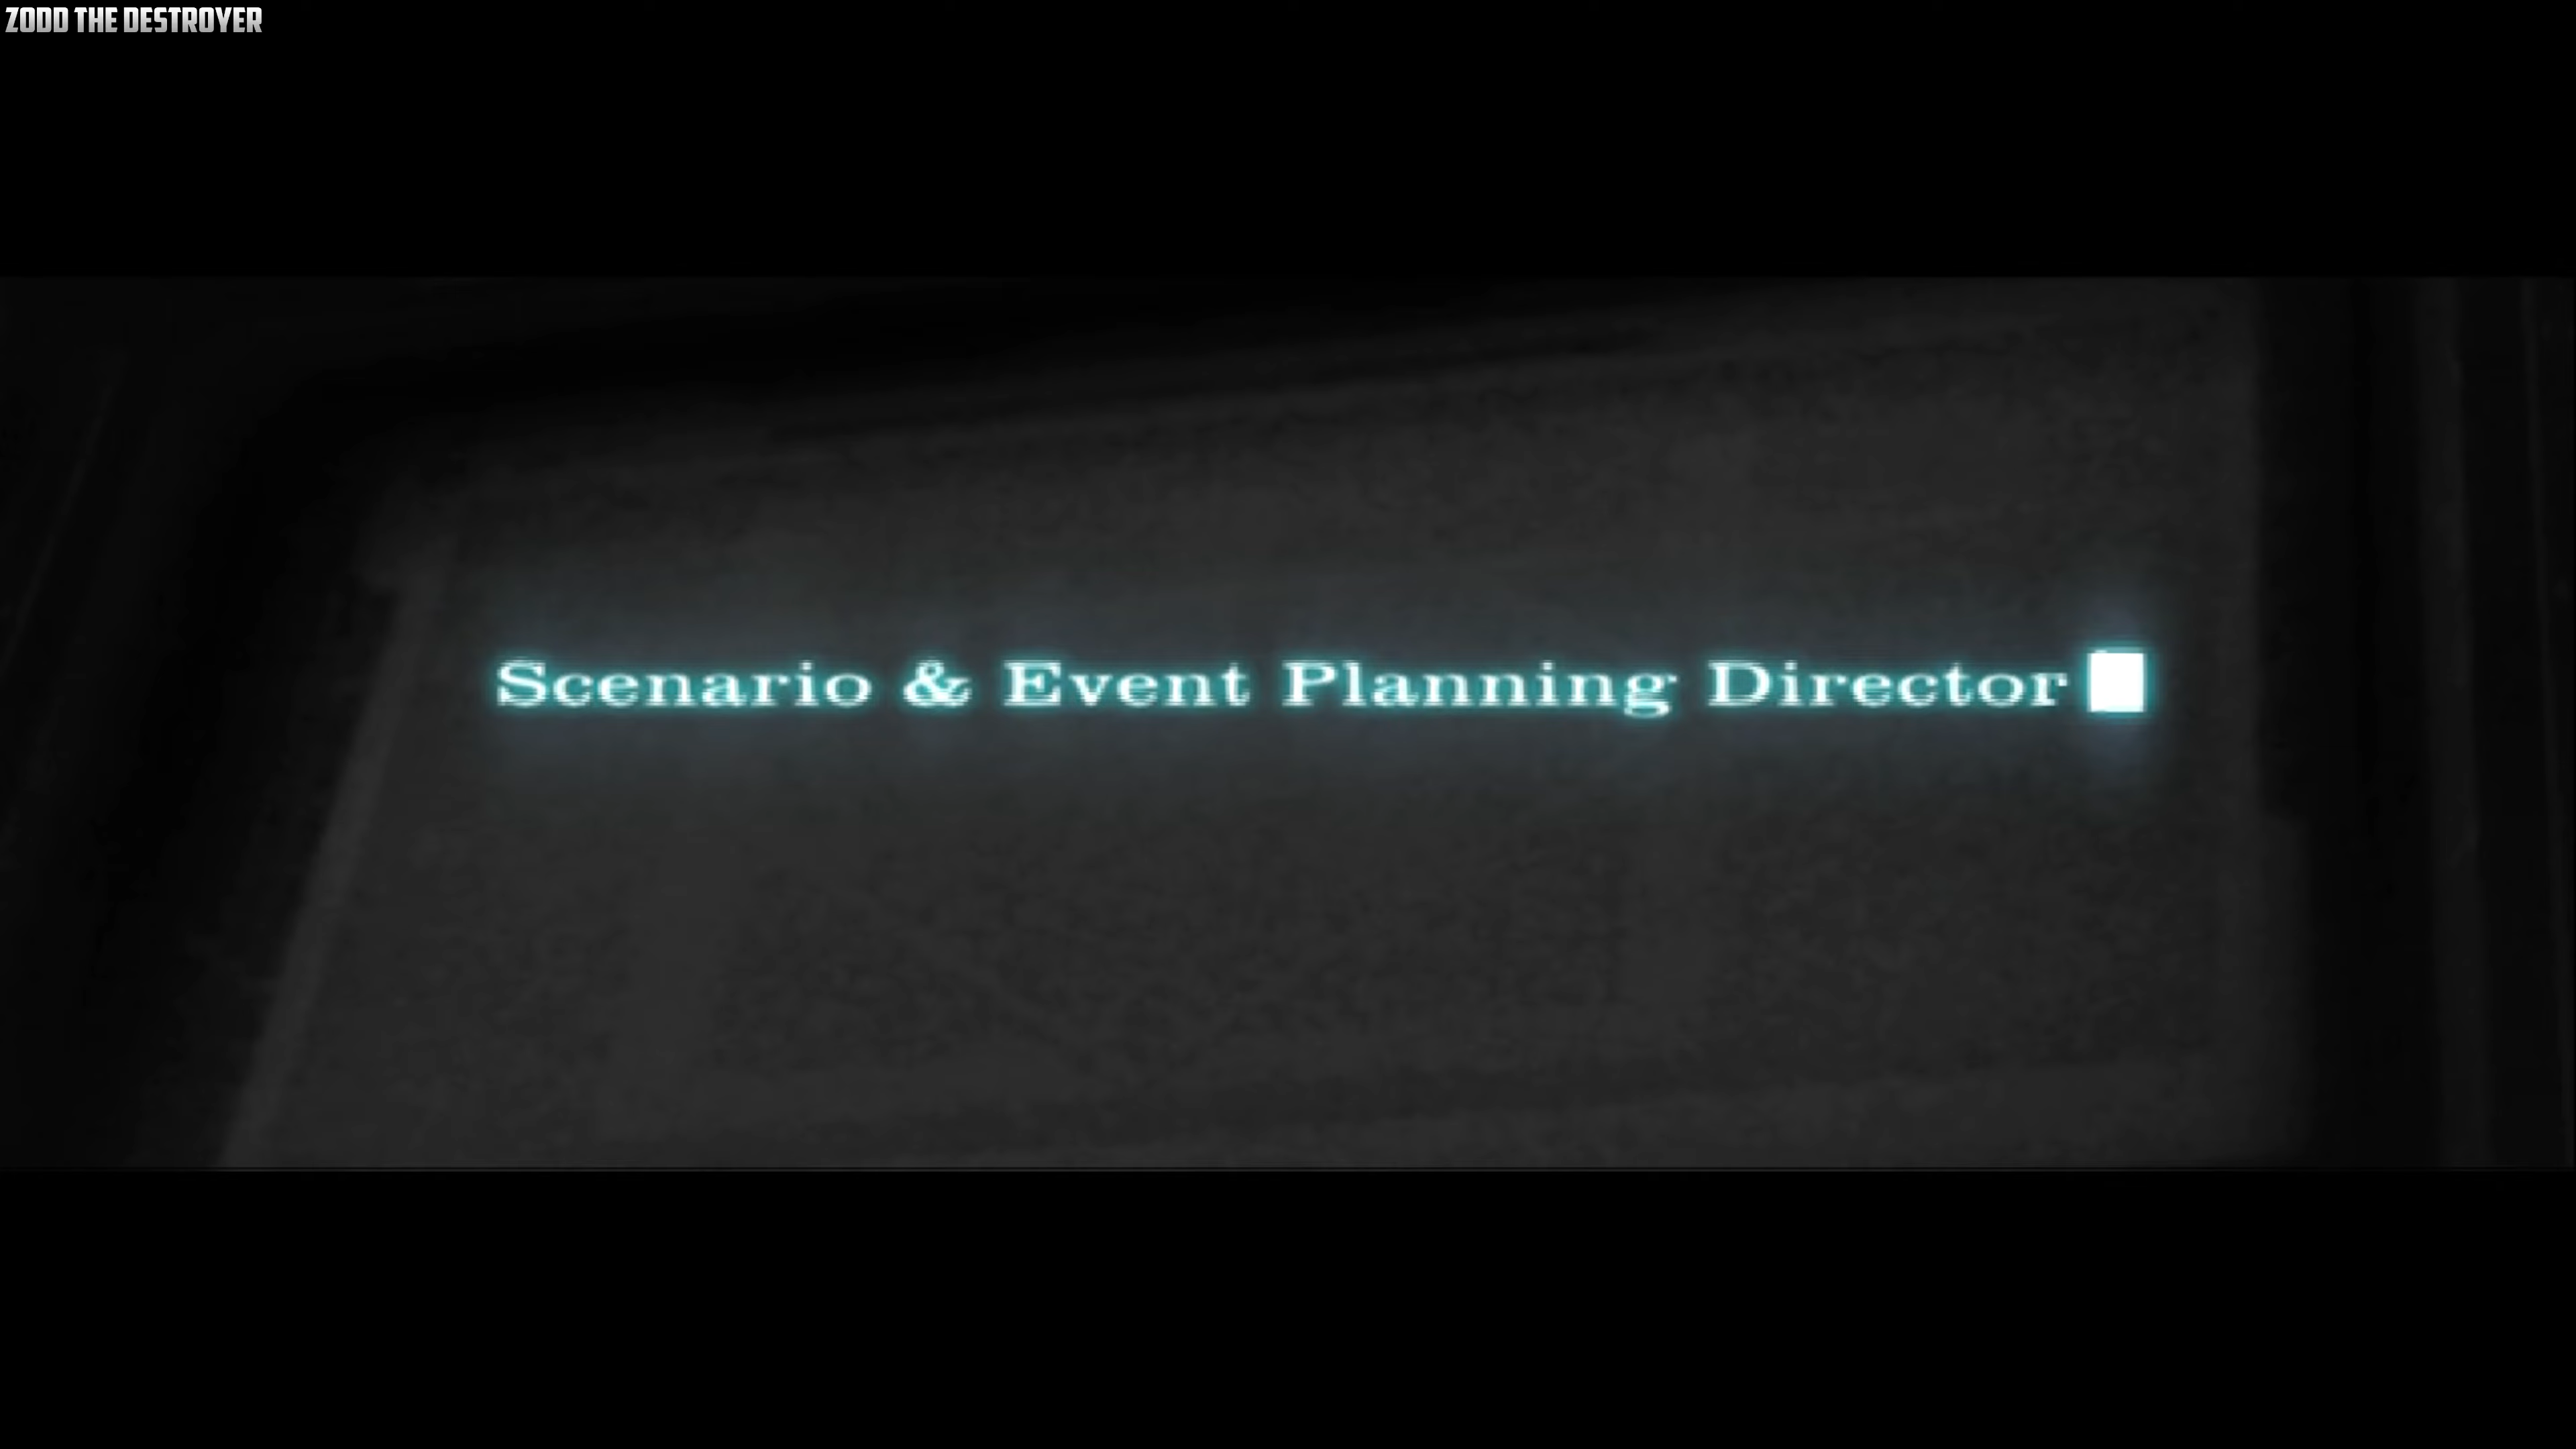 ZODD THE DESTROYER
Scenario & Event Planning Director